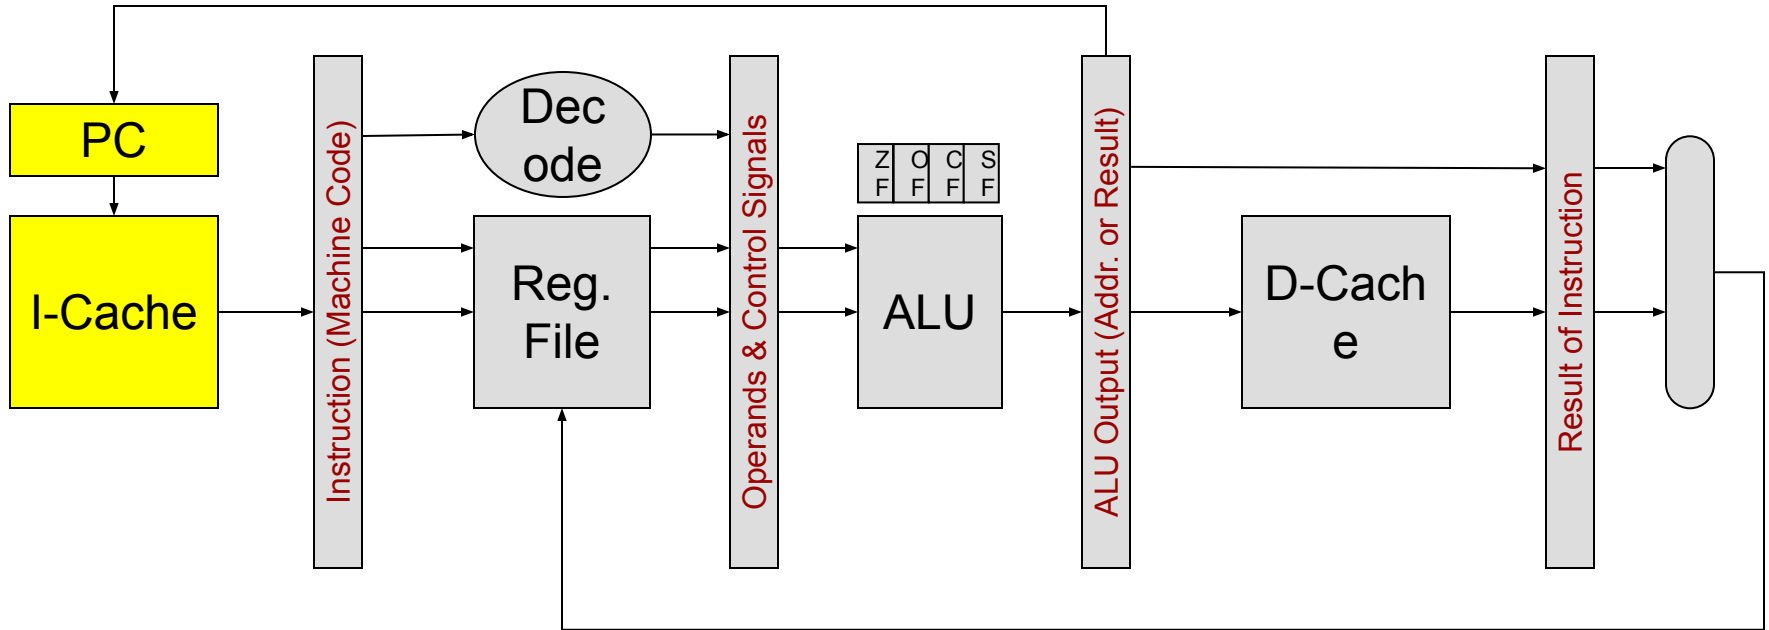 PC
I-Cache
Instruction (Machine Code)
Dec
ode
Reg.
File
Operands & Control Signals
Z
F
O
F
C
F
S
F
ALU
ALU Output (Addr. or Result)
D-Cach
e
Result of Instruction